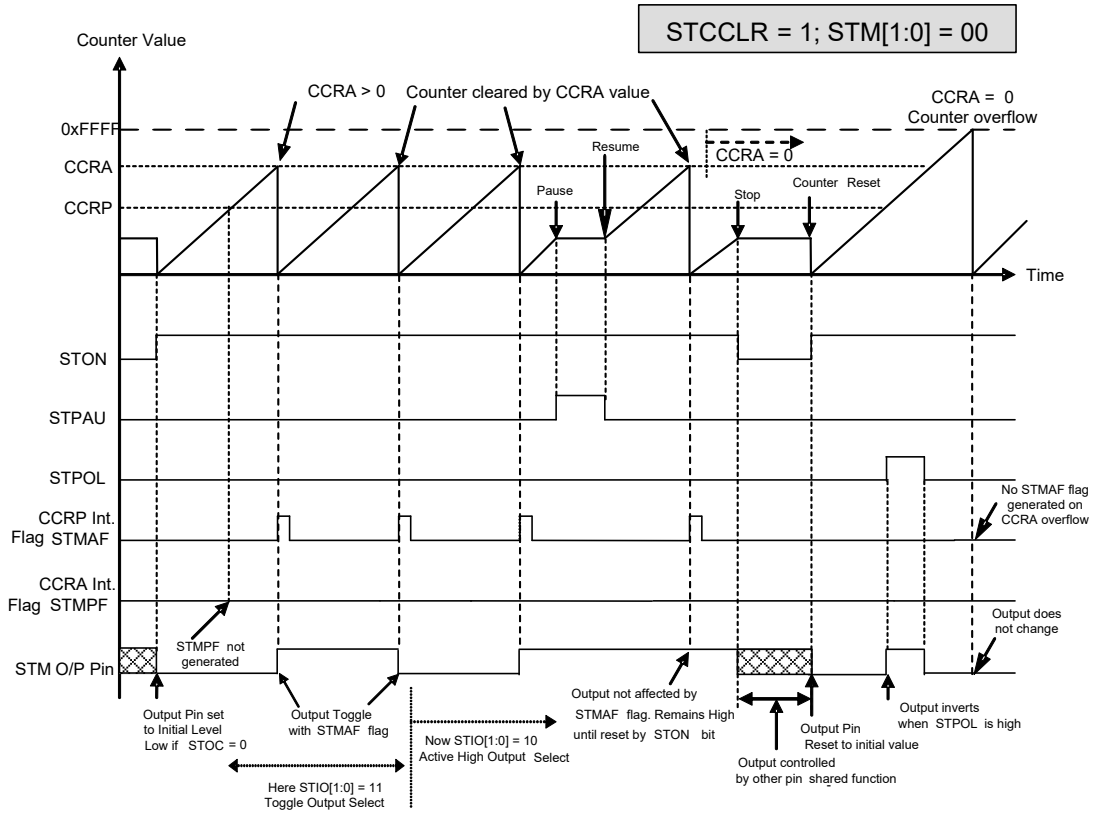 STCCLR = 1; STM[1:0] = 00
Counter Value
CCRA > 0
Counter cleared by CCRA value
CCRA = 0
Counter overflow
0xFFFF
CCRA
CCRP
Resume
CCRA = 0
Pause
Stop
Counter Reset
Time
STON
STPAU
STPOL
No STMAF flag
generated on
CCRA overflow
CCRP Int.
Flag STMAF
CCRA Int.
Flag STMPF
STMPF not
generated
Output does
not change
STM O/P Pin
Output Pin set
to Initial Level
Low if STOC = 0
Output Toggle
with STMAF flag
Now STIO[1:0] = 10
Active High Output Select
Output not affected by
STMAF flag. Remains High
until reset by STON bit
Output Pin
Reset to initial value
Output inverts
when STPOL is high
Output controlled
by other pin shared function
Here STIO[1:0] = 11
Toggle Output Select